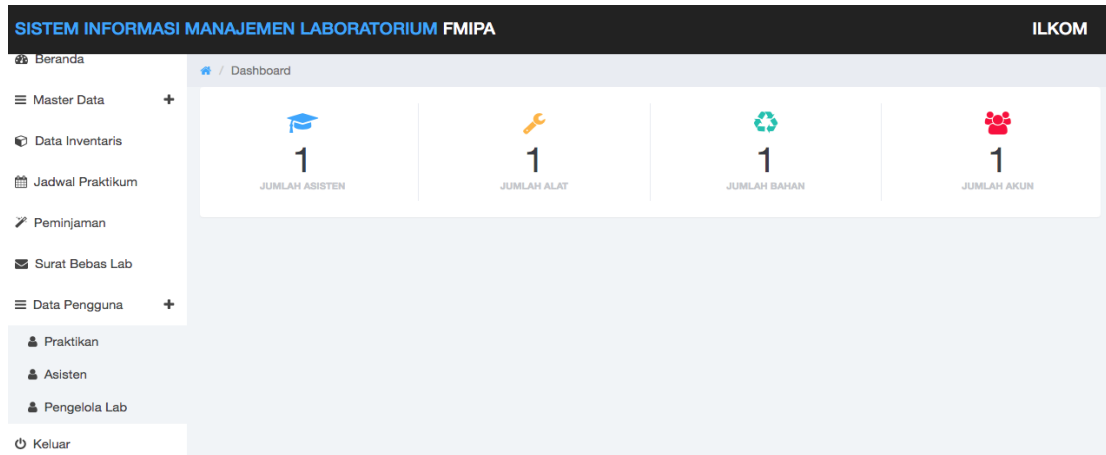 SISTEM INFORMASI MANAJEMEN LABORATORIUM FMIPA
ILKOM
Beranda
Master Data +
Data Inventaris
Jadwal Praktikum
Peminjaman
Surat Bebas Lab
Data Pengguna +
Praktikan
Asisten
Pengelola Lab
Keluar
/ Dashboard
1
JUMLAH ASISTEN
1
JUMLAH ALAT
1
JUMLAH BAHAN
1
JUMLAH AKUN